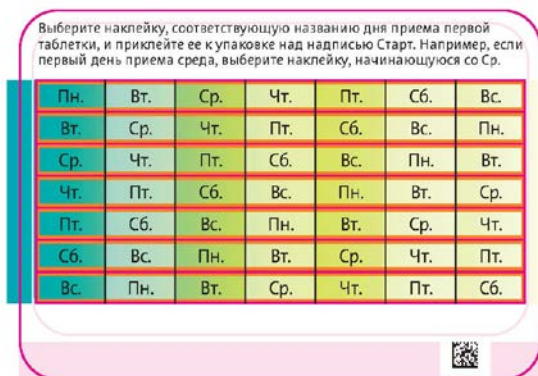 Выберите наклейку, соответствующую названию дня приема первой
таблетки, и приклейте ее к упаковке над надписью Старт. Например, если
первый день приема среда, выберите наклейку, начинающуюся со Ср.
Пн. Вт. Ср. Чт. Пт. Сб. Вс.
Вт. Ср. Чт. Пт. Сб. Вс. Пн.
Ср. Чт. Пт. Сб. Вс. Пн. Вт.
Чт. Пт. Сб. Вс. Пн. Вт. Ср.
Пт. Сб. Вс. Пн. Вт. Ср. Чт.
Сб. Вс. Пн. Вт. Ср. Чт. Пт.
Вс. Пн. Вт. Ср. Чт. Пт. Сб.